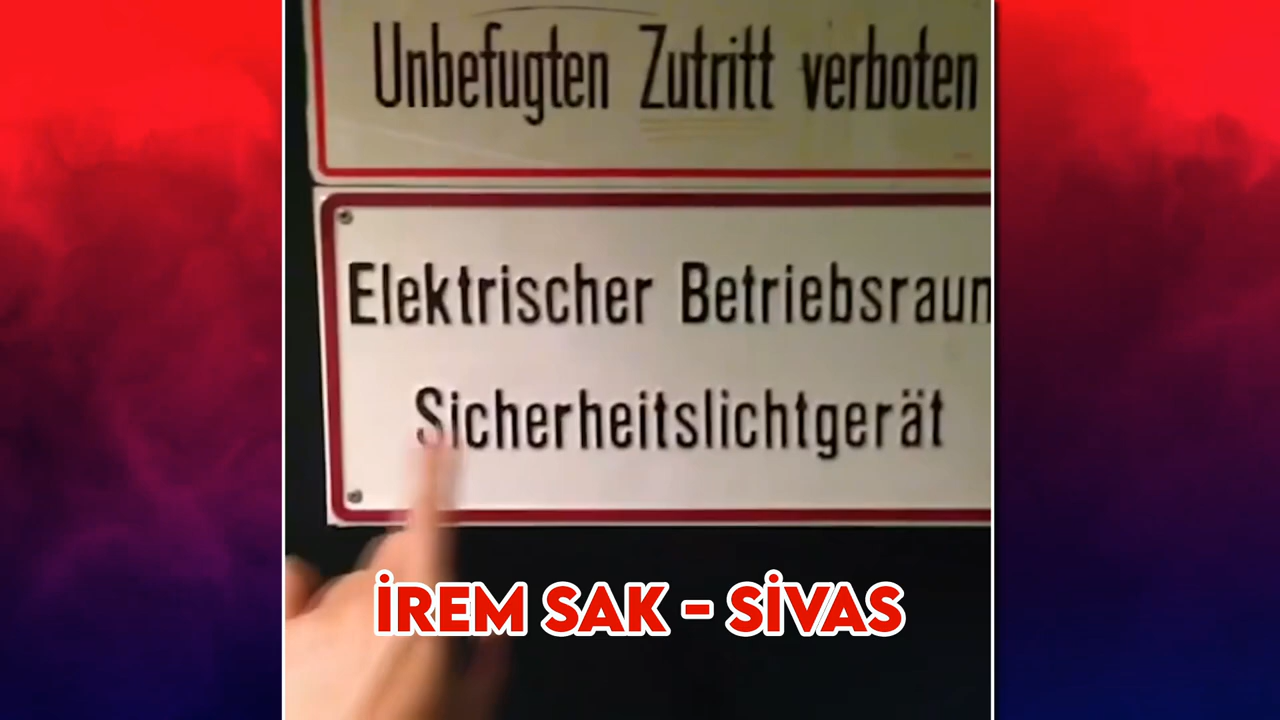 Unbefugten Zutritt verboten
Elektrischer Betriebsraum
Sicherheitslichtgerät
İREM SAK - SİVAS